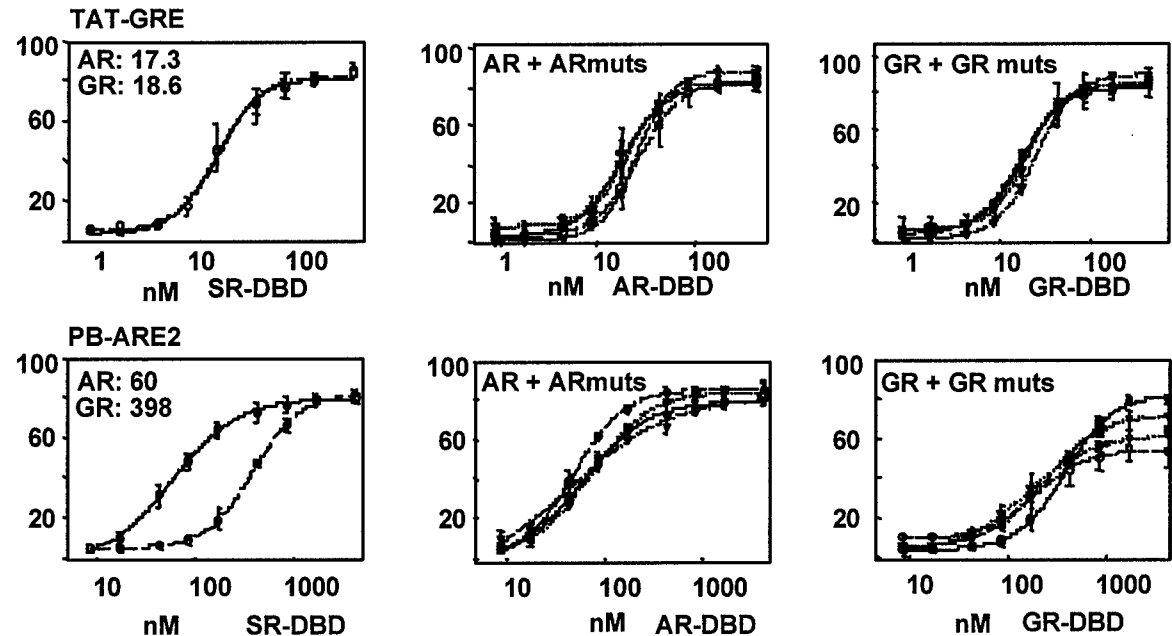 TAT-GRE
100
60
20
AR: 17.3
GR: 18.6
1 10 100
nM SR-DBD
100
60
20
AR + ARmuts
1 10 100
nM AR-DBD
100
60
20
GR + GR muts
1 10 100
nM GR-DBD
PB-ARE2
100
60
20
AR: 60
GR: 398
10 100 1000
nM SR-DBD
100
60
20
AR + ARmuts
10 100 1000
nM AR-DBD
100
60
20
GR + GR muts
10 100 1000
nM GR-DBD